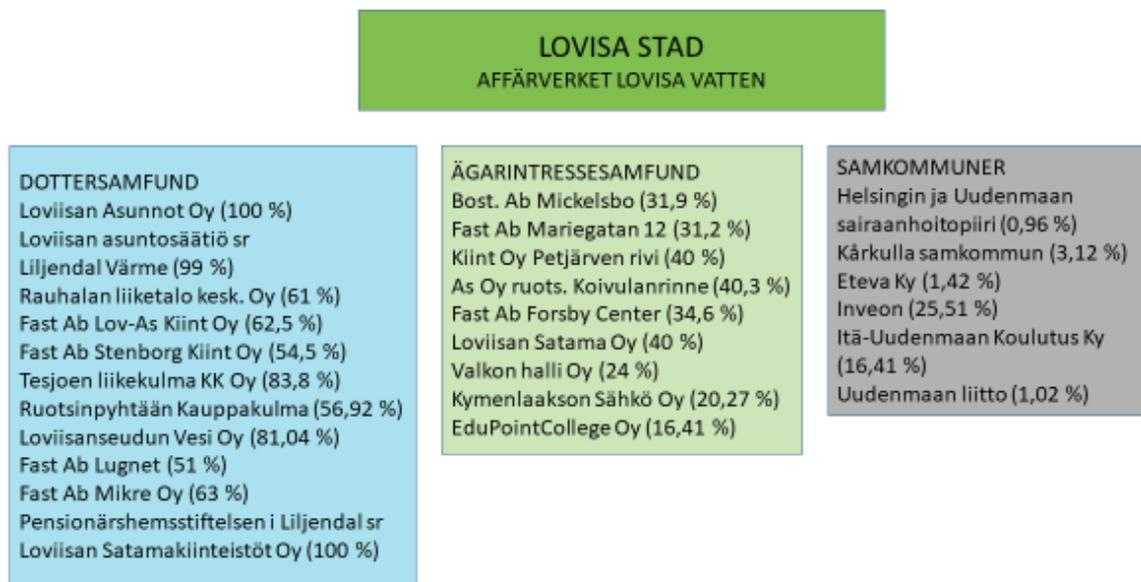 LOVISA STAD
AFFÄRVERKET LOVISA VATTEN
DOTTERSAMFUND
Loviisan Asunnot Oy (100 %)
Loviisan asuntosäätiö sr
Liljendal Värme (99 %)
Rauhalan liiketalo kesk. Oy (61 %)
Fast Ab Lov-As Kiint Oy (62,5 %)
Fast Ab Stenborg Kiint Oy (54,5 %)
Tesjoen liikekulma KK Oy (83,8 %)
Ruotsinpyhtään Kauppakulma (56,92 %)
Loviisanseudun Vesi Oy (81,04 %)
Fast Ab Lugnet (51 %)
Fast Ab Mikre Oy (63 %)
Pensionärshemsstiftelsen i Liljendal sr
Loviisan Satamakiinteistöt Oy (100 %)
ÄGARINTRESSESAMFUND
Bost. Ab Mickelsbo (31,9 %)
Fast Ab Mariegatan 12 (31,2 %)
Kiint Oy Petjärven rivi (40 %)
As Oy ruots. Koivulanrinne (40,3 %)
Fast Ab Forsby Center (34,6 %)
Loviisan Satama Oy (40 %)
Valkon halli Oy (24 %)
Kymenlaakson Sähkö Oy (20,27 %)
EduPointCollege Oy (16,41 %)
SAMKOMMUNER
Helsingin ja Uudenmaan
sairaanhoitopiiri (0,96 %)
Kårkulla samkommun (3,12 %)
Eteva Ky (1,42 %)
Inveon (25,51 %)
Itä-Uudenmaan Koulutus Ky
(16,41 %)
Uudenmaan liitto (1,02 %)